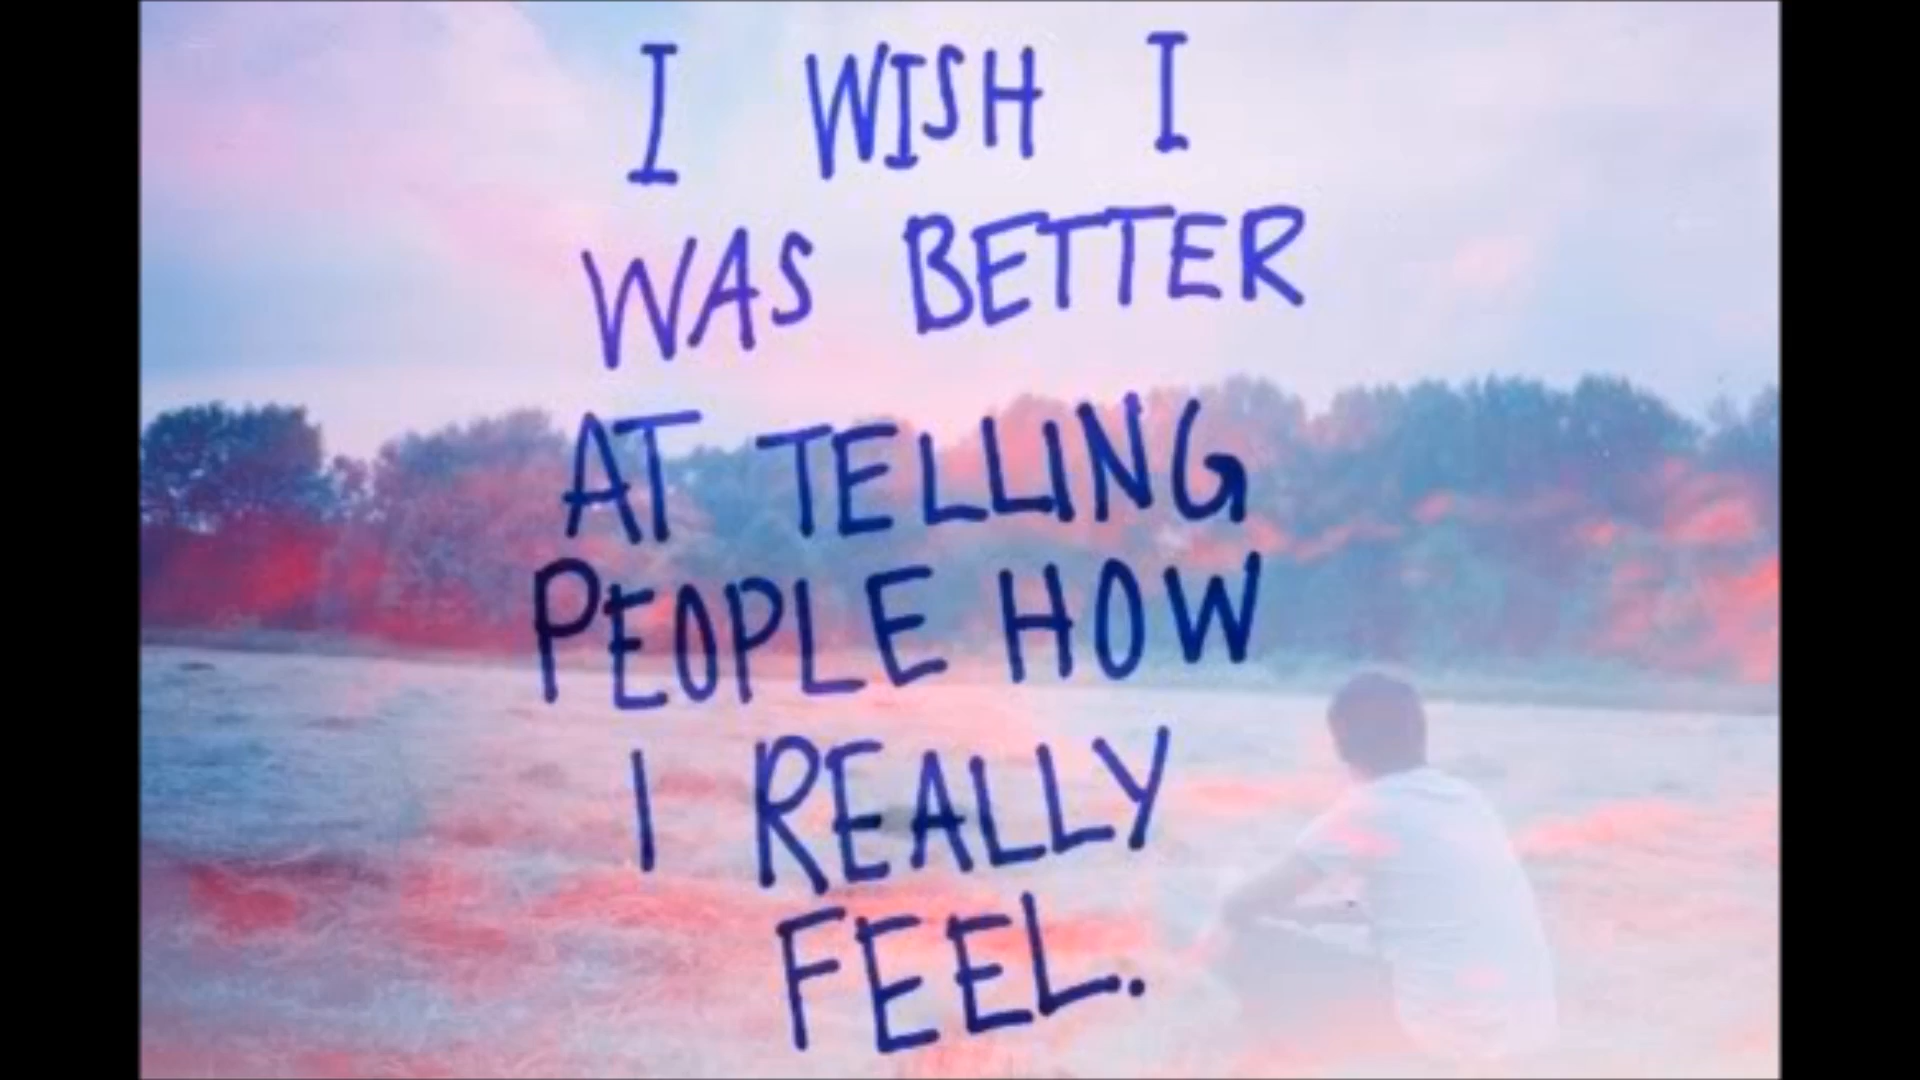 I WISH I
WAS BETTER
AT TELLING
PEOPLE HOW
I REALLY
FEEL.